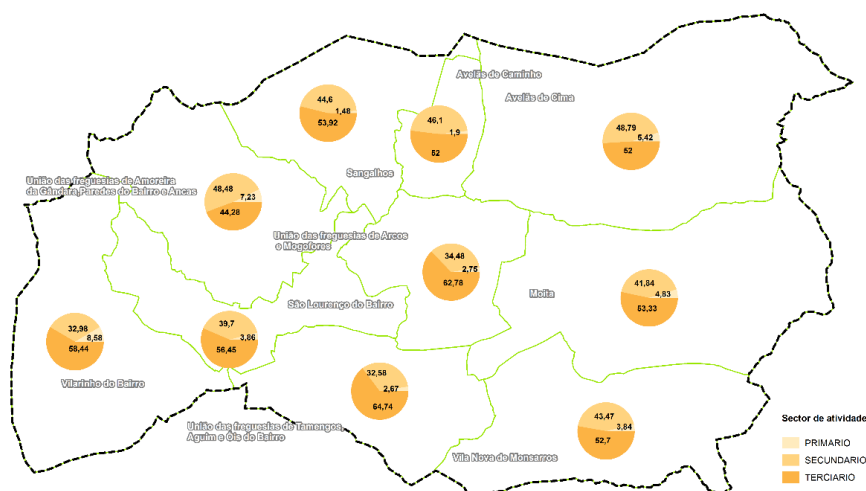 Avelãs de Caminho
Avelãs de Cima
44,6
1,48
53,92
46,1
1,9
52
48,79
5,42
52
Sangalhos
União das freguesias de Amoreira
da Gândara,Paredes do Bairro e Ancas
48,48
7,23
44,28
União das freguesias de Arcos
e Mogofores
34,48
2,75
62,78
Moita
41,84
4,83
53,33
São Lourenço do Bairro
39,7
3,86
56,45
32,98
8,58
58,44
Vilarinho do Bairro
32,58
2,67
64,74
União das freguesias de Tamengos,
Aguim e Óis do Bairro
43,47
3,84
52,7
Vila Nova de Monsarros
Sector de atividade
PRIMARIO
SECUNDARIO
TERCIARIO